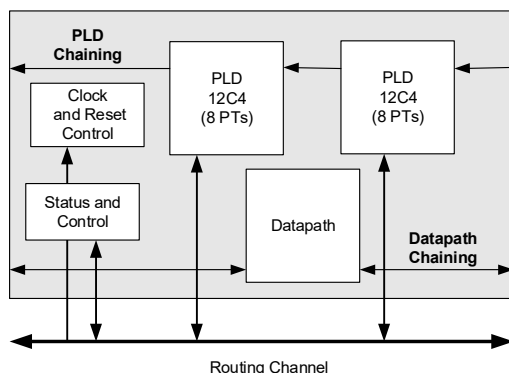 PLD
Chaining
Clock
and Reset
Control
PLD
12C4
(8 PTs)
PLD
12C4
(8 PTs)
Status and
Control
Datapath
Datapath
Chaining
Routing Channel